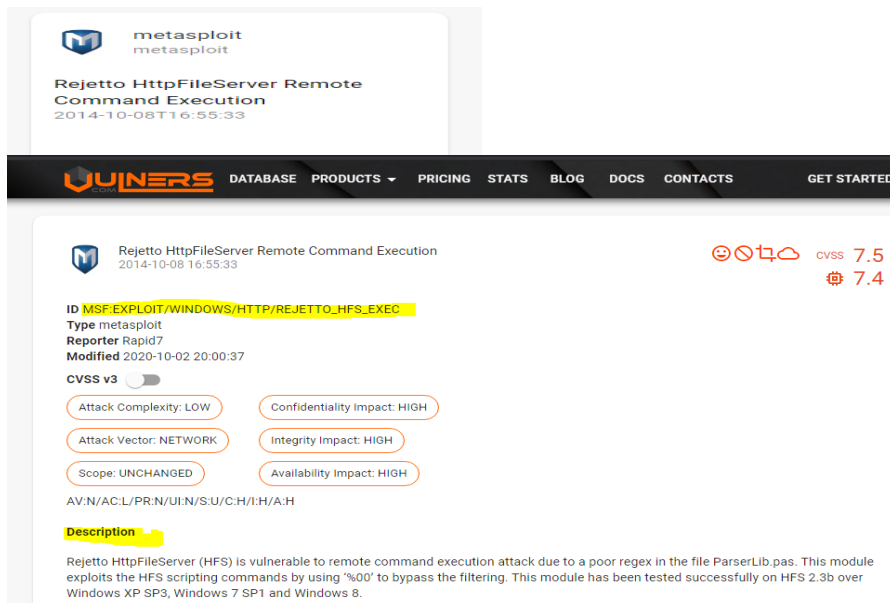 metasploit
metasploit
Rejetto HttpFileServer Remote
Command Execution
2014-10-08T16:55:33
VULNERS
.COM
DATABASE PRODUCTS PRICING STATS BLOG DOCS CONTACTS GET STARTED
Rejetto HttpFileServer Remote Command Execution
2014-10-08 16:55:33
CVSS 7.5
7.4
ID MSF:EXPLOIT/WINDOWS/HTTP/REJETTO_HFS_EXEC
Type metasploit
Reporter Rapid7
Modified 2020-10-02 20:00:37
CVSS v3
Attack Complexity: LOW Confidentiality Impact: HIGH
Attack Vector: NETWORK Integrity Impact: HIGH
Scope: UNCHANGED Availability Impact: HIGH
AV:N/AC:L/PR:N/UI:N/S:U/C:H/I:H/A:H
Description
Rejetto HttpFileServer (HFS) is vulnerable to remote command execution attack due to a poor regex in the file ParserLib.pas. This module
exploits the HFS scripting commands by using '%00' to bypass the filtering. This module has been tested successfully on HFS 2.3b over
Windows XP SP3, Windows 7 SP1 and Windows 8.